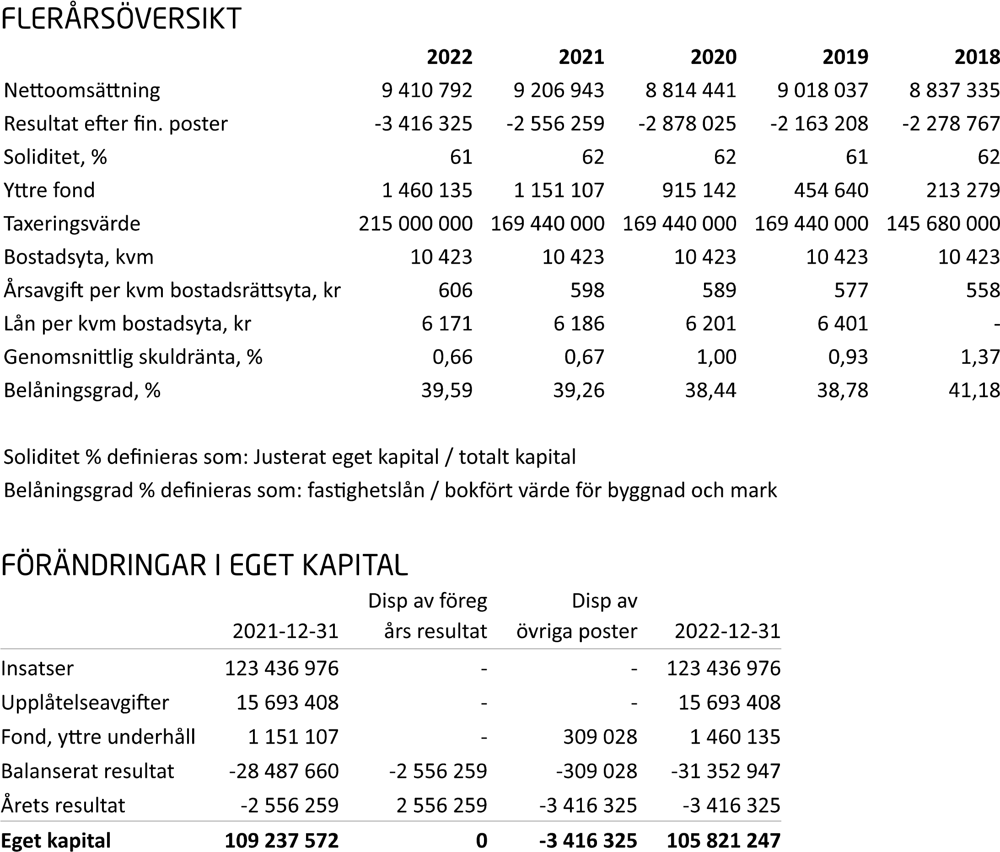 FLERÅRSÖVERSIKT
2022 2021 2020 2019 2018
Nettoomsättning 9 410 792 9 206 943 8 814 441 9 018 037 8 837 335
Resultat efter fin. poster -3 416 325 -2 556 259 -2 878 025 -2 163 208 -2 278 767
Soliditet, % 61 62 62 61 62
Yttre fond 1 460 135 1 151 107 915 142 454 640 213 279
Taxeringsvärde 215 000 000 169 440 000 169 440 000 169 440 000 145 680 000
Bostadsyta, kvm 10 423 10 423 10 423 10 423 10 423
Årsavgift per kvm bostadsrättsyta, kr 606 598 589 577 558
Lån per kvm bostadsyta, kr 6 171 6 186 6 201 6 401 -
Genomsnittlig skuldränta, % 0,66 0,67 1,00 0,93 1,37
Belåningsgrad, % 39,59 39,26 38,44 38,78 41,18
Soliditet % definieras som: Justerat eget kapital / totalt kapital
Belåningsgrad % definieras som: fastighetslån / bokfört värde för byggnad och mark
FÖRÄNDRINGAR I EGET KAPITAL
Disp av föreg Disp av
2021-12-31 års resultat övriga poster 2022-12-31
Insatser 123 436 976 - - 123 436 976
Upplåtelseavgifter 15 693 408 - - 15 693 408
Fond, yttre underhåll 1 151 107 - 309 028 1 460 135
Balanserat resultat -28 487 660 -2 556 259 -309 028 -31 352 947
Årets resultat -2 556 259 2 556 259 -3 416 325 -3 416 325
Eget kapital 109 237 572 0 -3 416 325 105 821 247